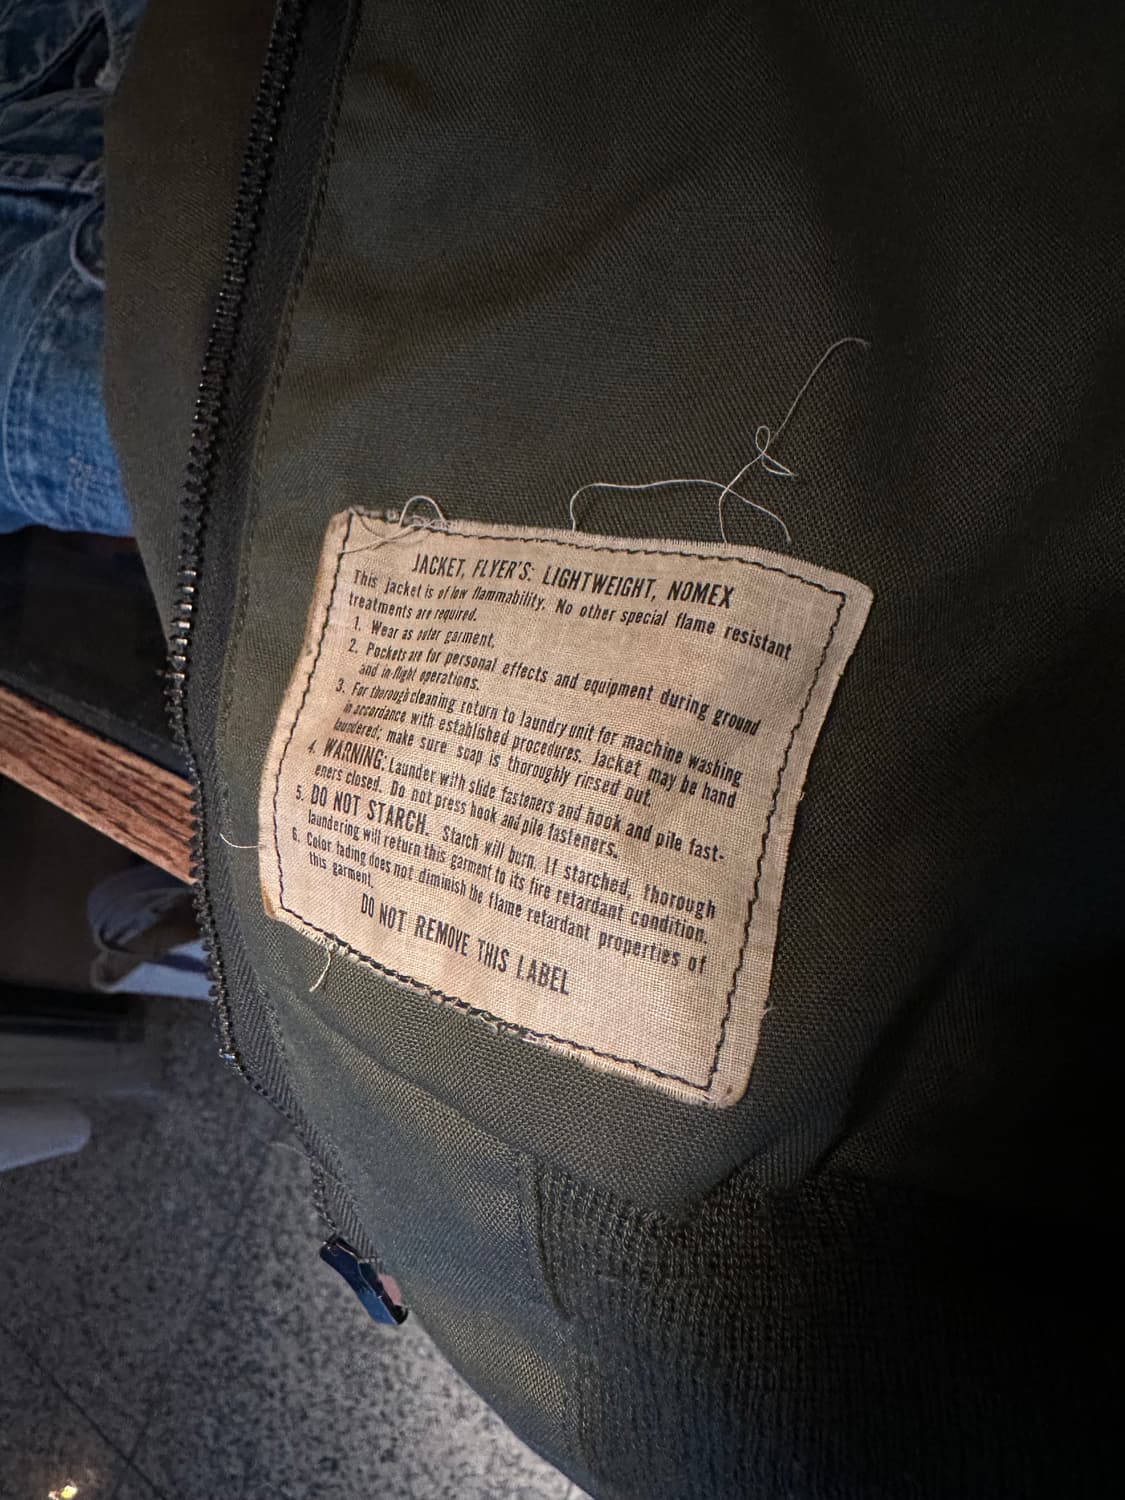 JACKET, FLYER'S: LIGHTWEIGHT, NOMEX
This jacket is of low flammability. No other special flame resistant
treatments are required.
1. Wear as outer garment.
2. Pockets are for personal effects and equipment during ground
and in-flight operations.
3. For thorough cleaning return to laundry unit for machine washing
in accordance with established procedures. Jacket may be hand
laundered; make sure soap is thoroughly rinsed out.
4. WARNING: Launder with slide fasteners and hook and pile fast-
eners closed. Do not press hook and pile fasteners.
5. DO NOT STARCH. Starch will burn. If starched, thorough
laundering will return this garment to its fire retardant condition.
6. Color fading does not diminish the flame retardant properties of
this garment.
DO NOT REMOVE THIS LABEL